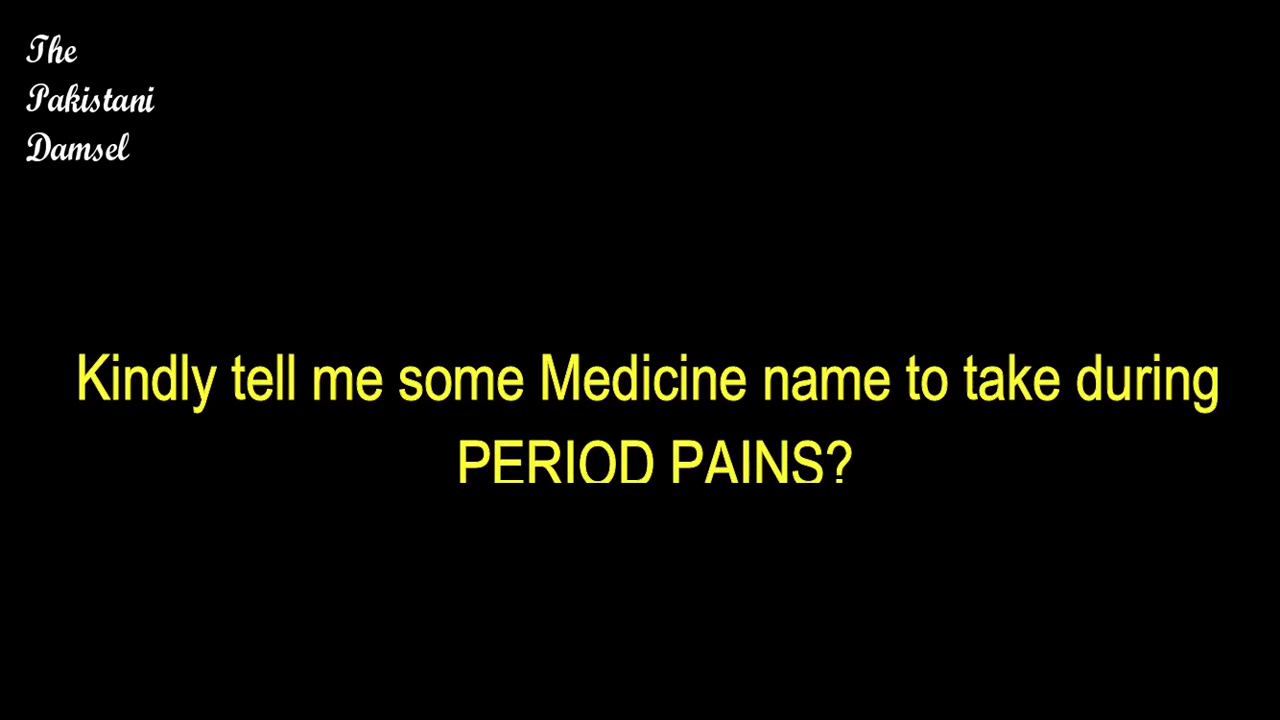 The
Pakistani
Damsel
Kindly tell me some Medicine name to take during
PERIOD PAINS?